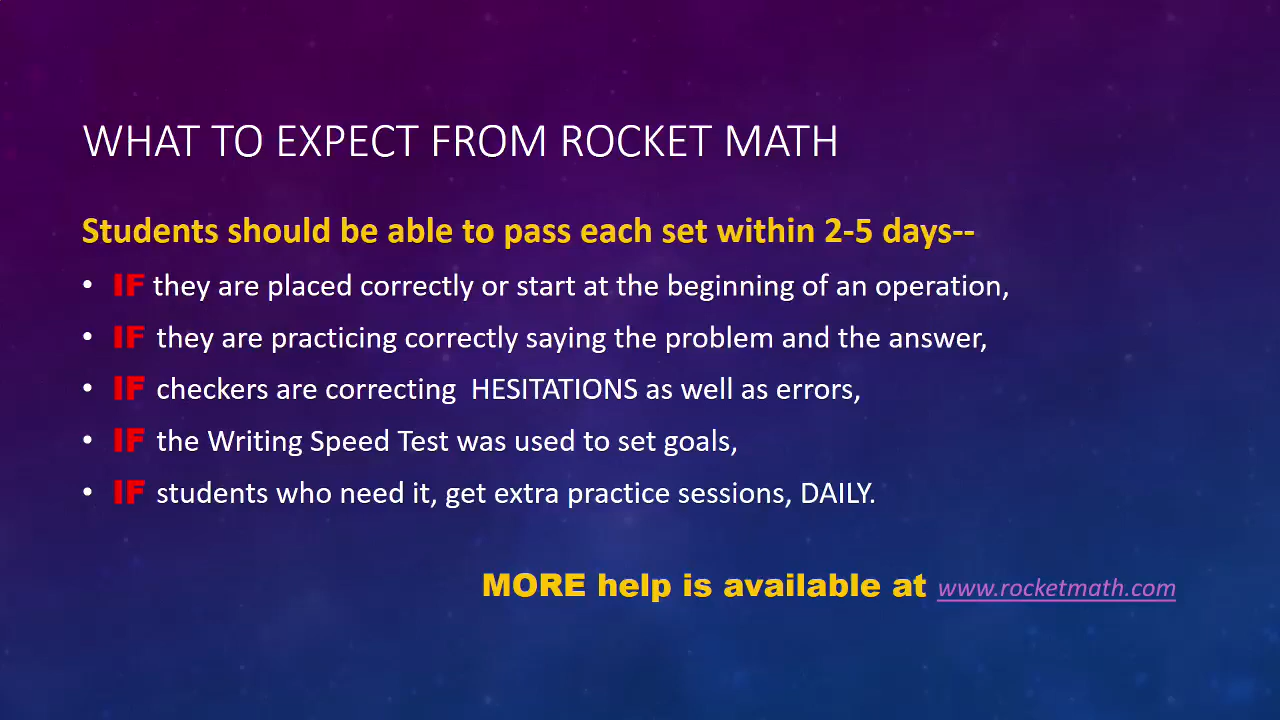 WHAT TO EXPECT FROM ROCKET MATH
Students should be able to pass each set within 2-5 days--
• IF they are placed correctly or start at the beginning of an operation,
• IF they are practicing correctly saying the problem and the answer,
• IF checkers are correcting  HESITATIONS as well as errors,
• IF the Writing Speed Test was used to set goals,
• IF students who need it, get extra practice sessions, DAILY.
MORE help is available at www.rocketmath.com